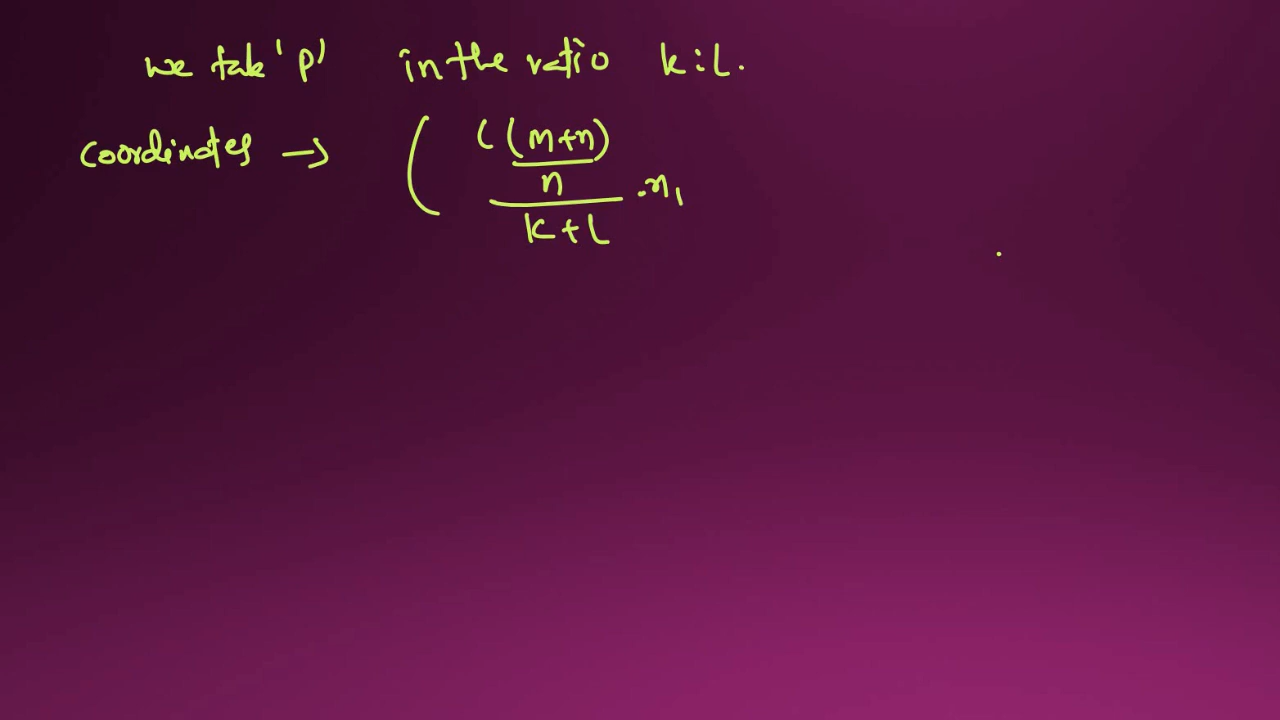 we take 'p' in the ratio k:l.
coordinates → (
((m+n)
n
k+l
.x₁